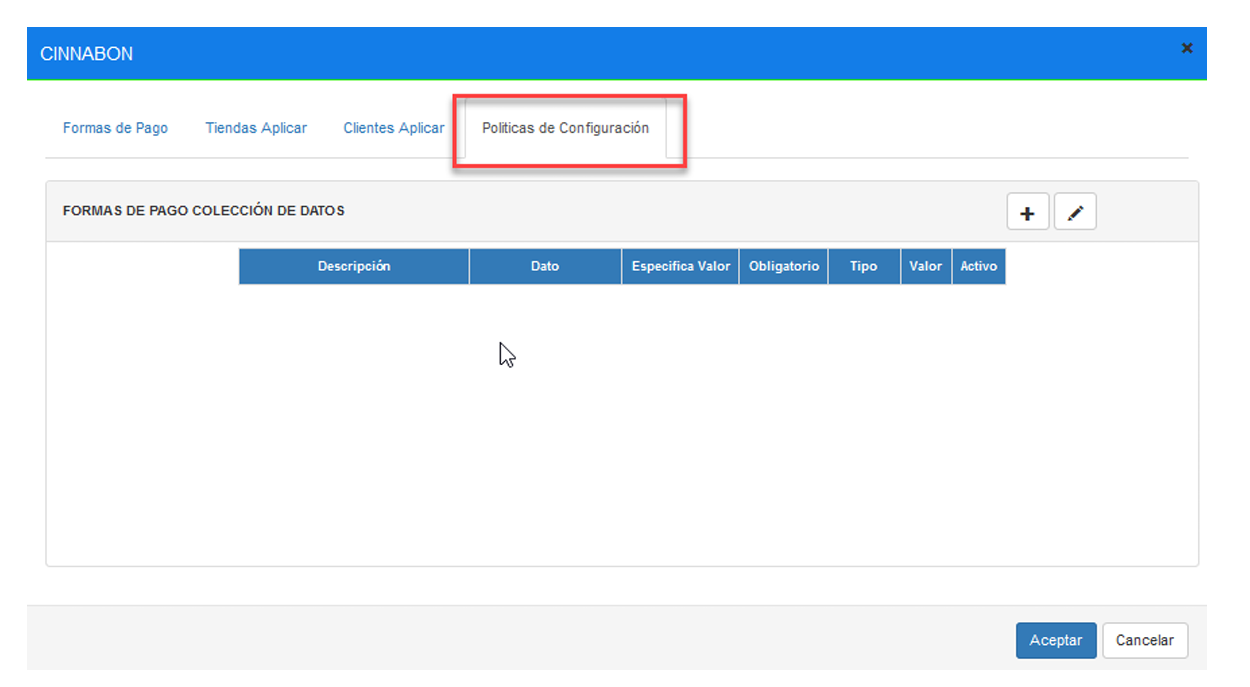 CINNABON
Formas de Pago Tiendas Aplicar Clientes Aplicar Politicas de Configuración
FORMAS DE PAGO COLECCIÓN DE DATOS
Descripción Dato Especifica Valor Obligatorio Tipo Valor Activo
Aceptar Cancelar